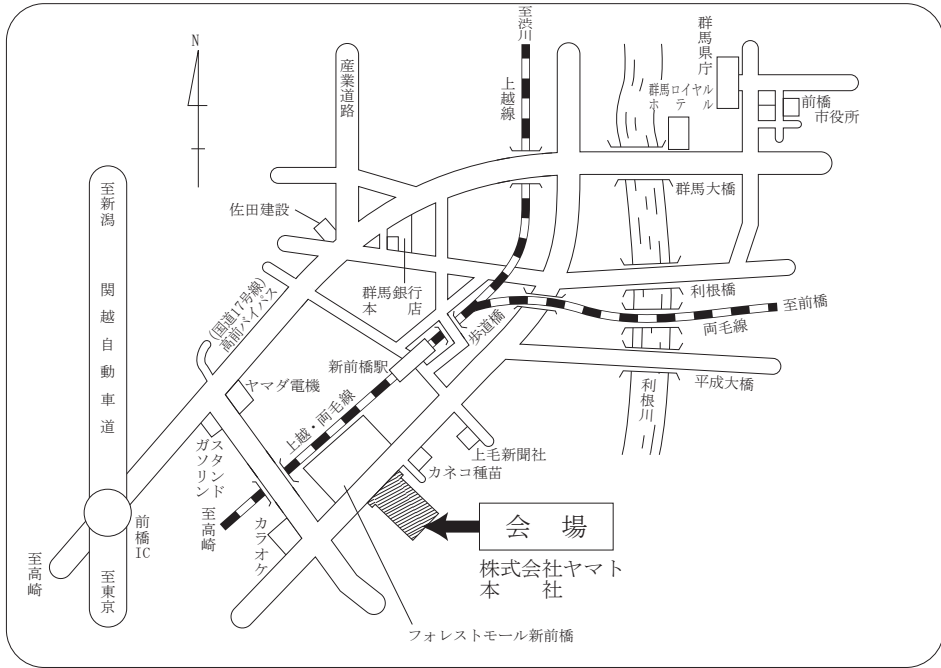 N
至渋川
上越線
産業道路
群馬県庁
群馬ロイヤル
ホテル
前橋
市役所
群馬大橋
至新潟
関越自動車道
佐田建設
(国道17号線)
高前バイパス
群馬銀行
本店
利根橋
至前橋
両毛線
歩道橋
新前橋駅
ヤマダ電機
平成大橋
利根川
上越・両毛線
ガソリン
スタンド
上毛新聞社
カネコ種苗
至高崎
カラオケ
前橋
IC
至高崎
至東京
会場
株式会社ヤマト
本社
フォレストモール新前橋